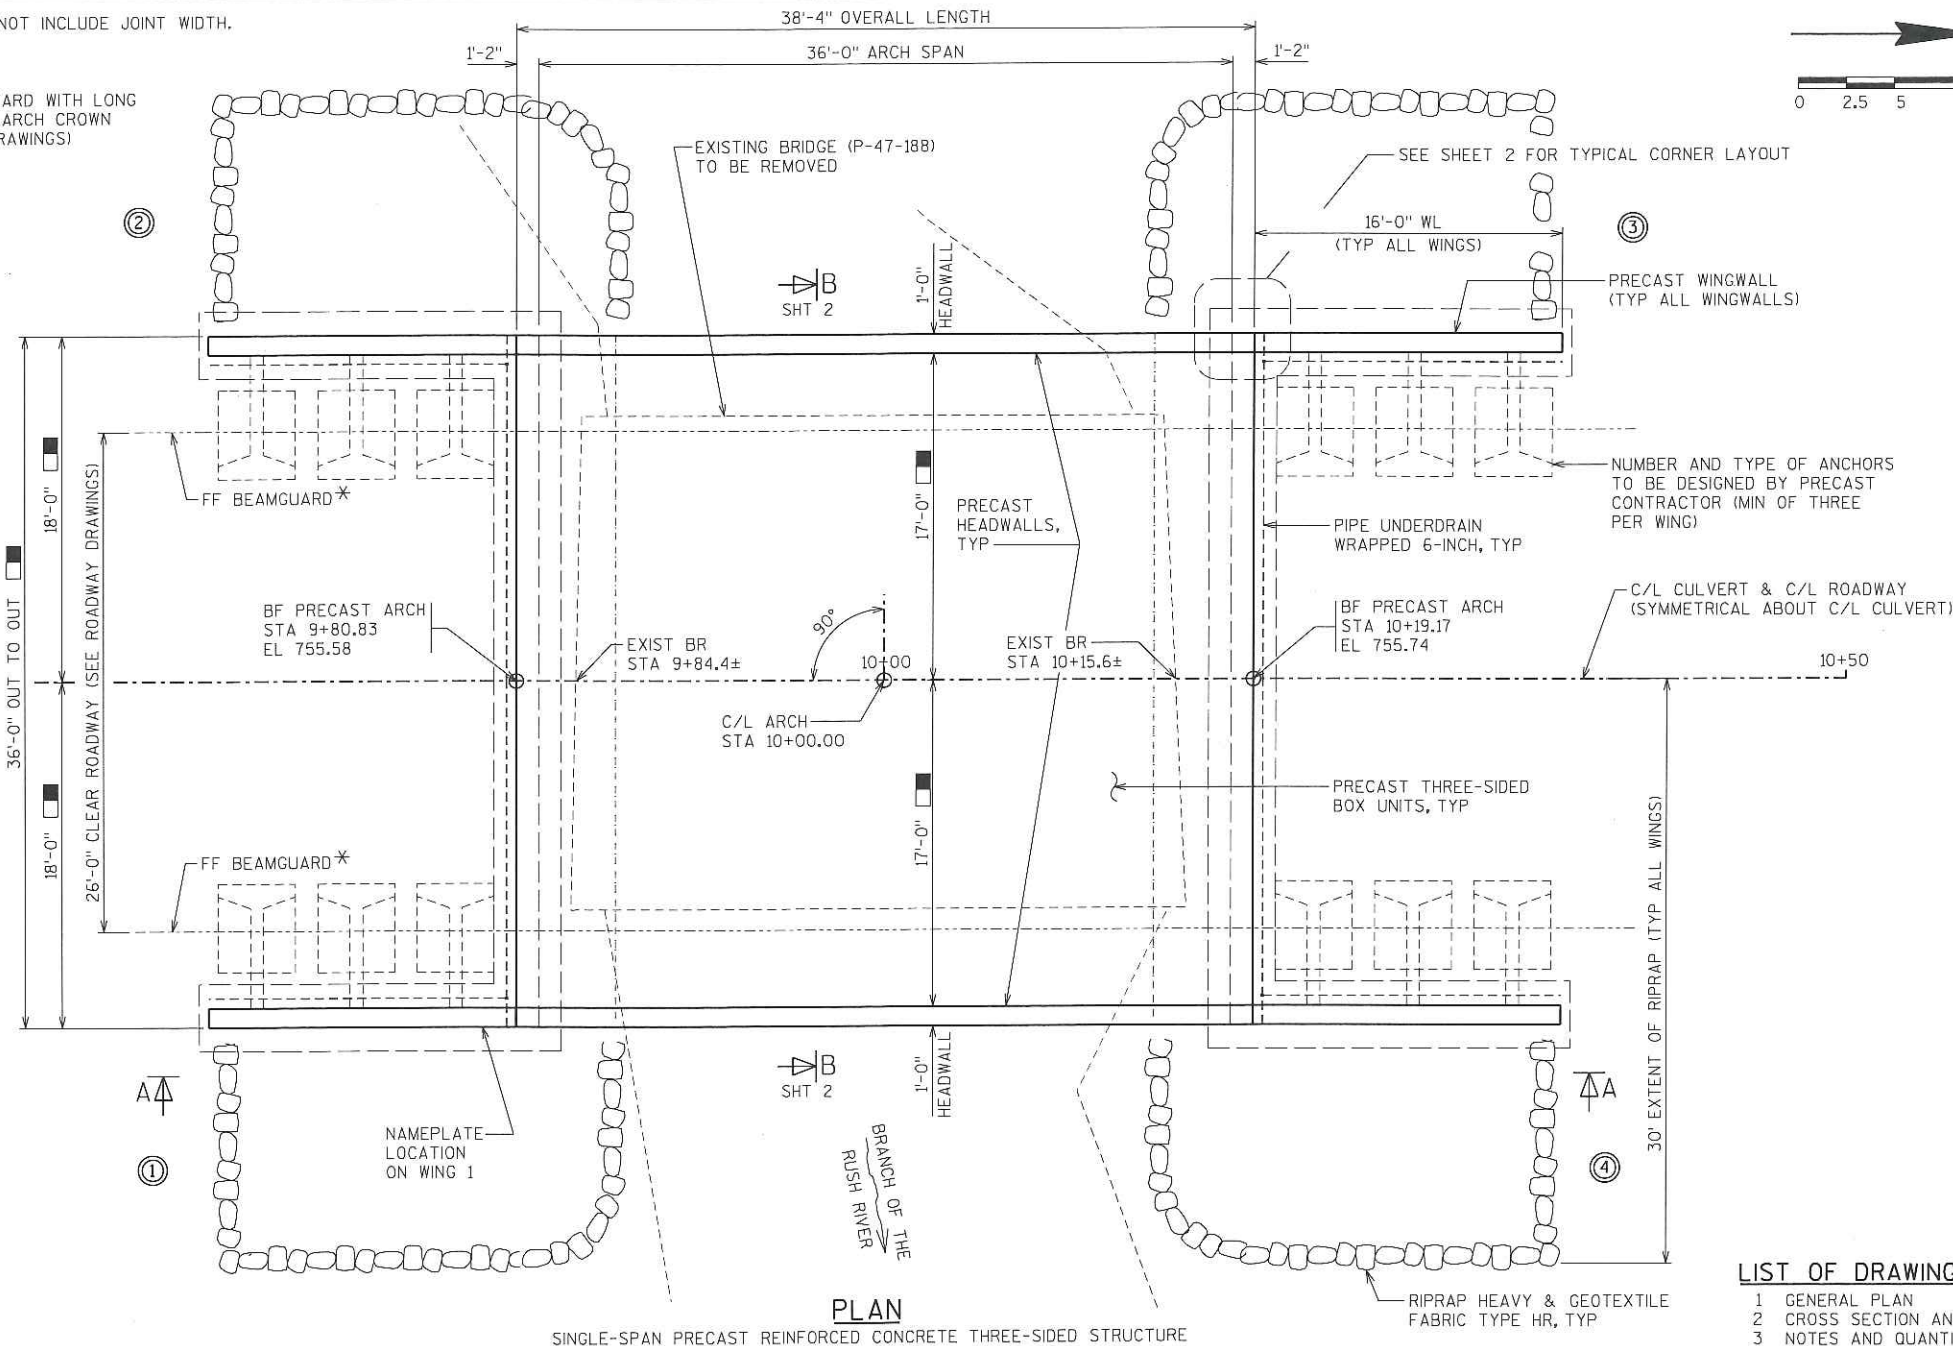 NOT INCLUDE JOINT WIDTH.
ARD WITH LONG
ARCH CROWN
RAWINGS)
38'-4" OVERALL LENGTH
1'-2"
36'-0" ARCH SPAN
1'-2"
0 2.5 5
EXISTING BRIDGE (P-47-188)
TO BE REMOVED
SEE SHEET 2 FOR TYPICAL CORNER LAYOUT
2
3
16'-0" WL
(TYP ALL WINGS)
B
SHT 2
1'-0"
HEADWALL
PRECAST WINGWALL
(TYP ALL WINGWALLS)
36'-0" OUT TO OUT
18'-0"
18'-0"
26'-0" CLEAR ROADWAY (SEE ROADWAY DRAWINGS)
FF BEAMGUARD*
17'-0"
PRECAST
HEADWALLS,
TYP
NUMBER AND TYPE OF ANCHORS
TO BE DESIGNED BY PRECAST
CONTRACTOR (MIN OF THREE
PER WING)
PIPE UNDERDRAIN
WRAPPED 6-INCH, TYP
BF PRECAST ARCH
STA 9+80.83
EL 755.58
EXIST BR
STA 9+84.4±
90°
10+00
EXIST BR
STA 10+15.6±
BF PRECAST ARCH
STA 10+19.17
EL 755.74
C/L CULVERT & C/L ROADWAY
(SYMMETRICAL ABOUT C/L CULVERT)
10+50
C/L ARCH
STA 10+00.00
PRECAST THREE-SIDED
BOX UNITS, TYP
17'-0"
FF BEAMGUARD*
30' EXTENT OF RIPRAP (TYP ALL WINGS)
A
B
SHT 2
1'-0"
HEADWALL
A
NAMEPLATE
LOCATION
ON WING 1
1
4
BRANCH OF THE
RUSH RIVER
RIPRAP HEAVY & GEOTEXTILE
FABRIC TYPE HR, TYP
PLAN
SINGLE-SPAN PRECAST REINFORCED CONCRETE THREE-SIDED STRUCTURE
LIST OF DRAWING
1 GENERAL PLAN
2 CROSS SECTION AN
3 NOTES AND QUANTI